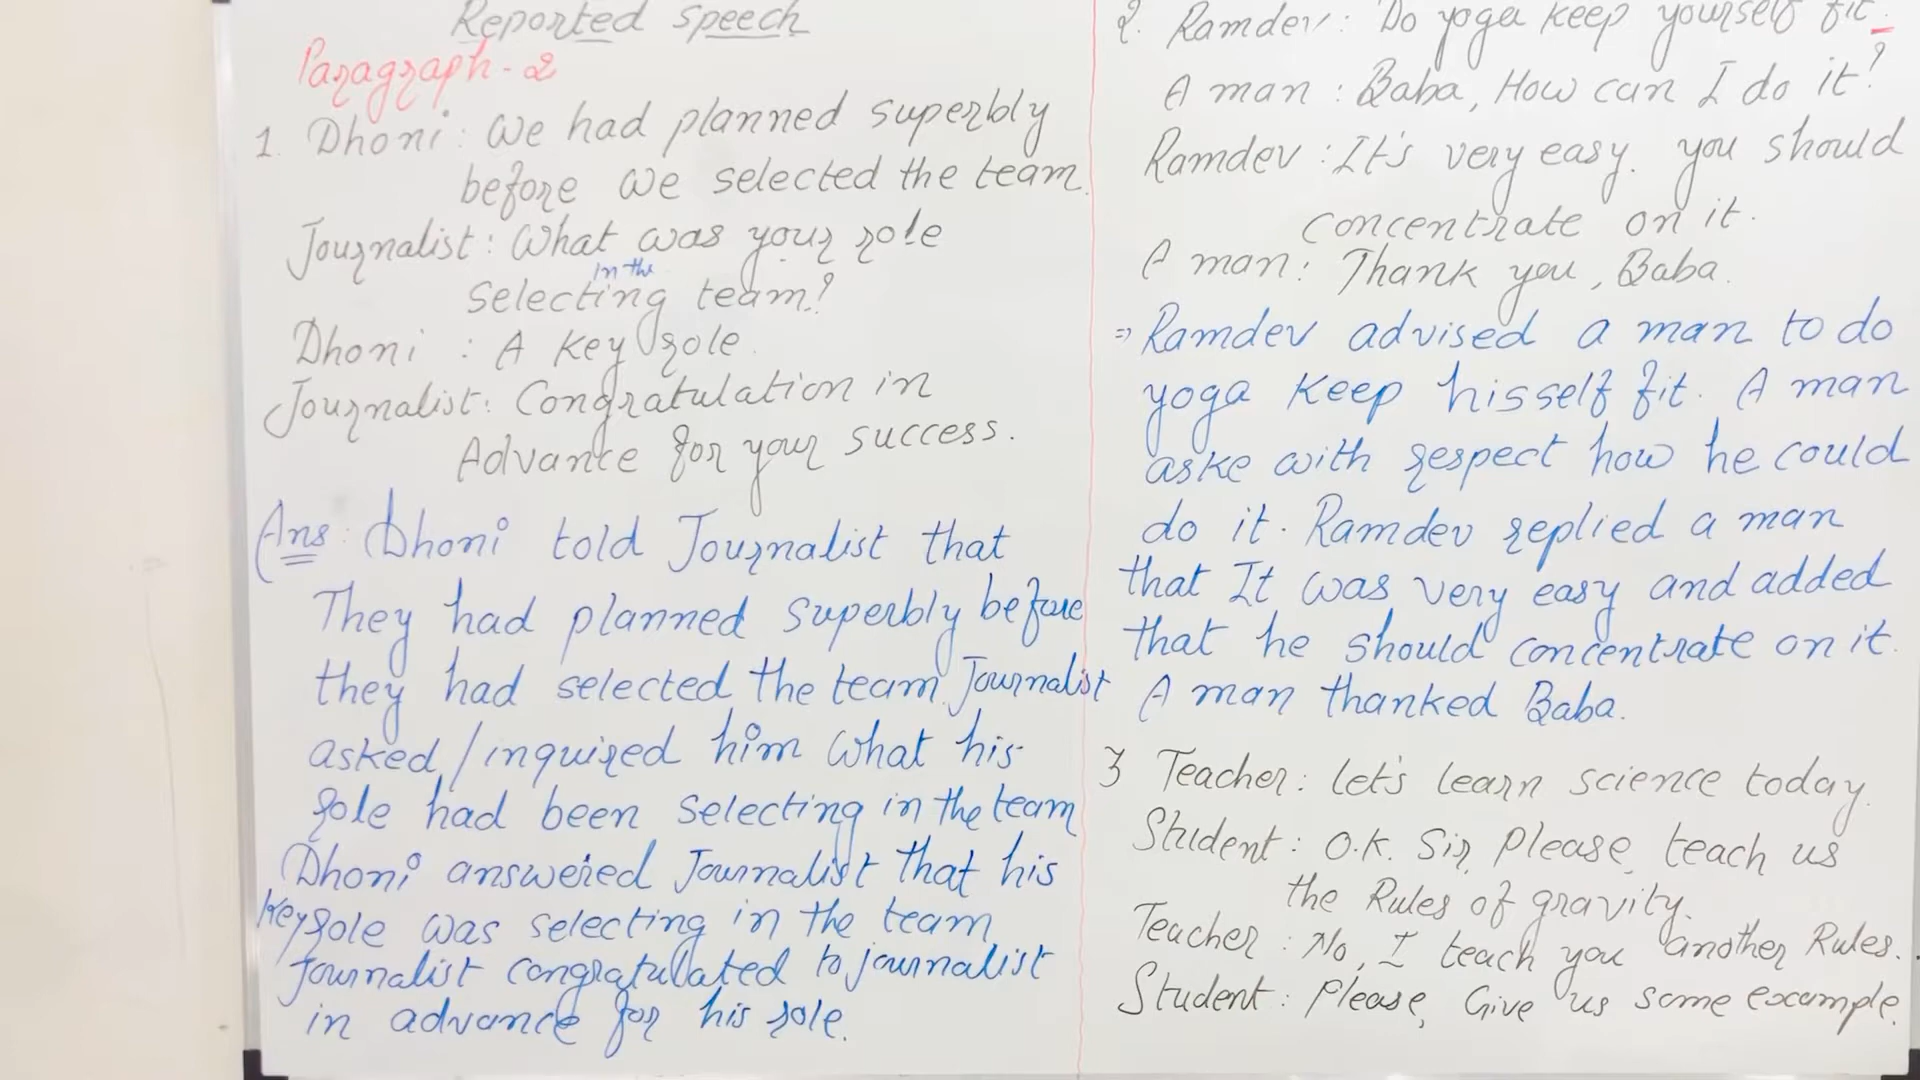 Reported speech
Paragraph-2
1. Dhoni: We had planned superbly
before we selected the team.
Journalist: What was your role
in the
Selecting team?
Dhoni : A key role.
Journalist: Congratulation in
Advance for your success.
Ans: Dhoni told Journalist that
They had planned superbly before
they had selected the team. Journalist
asked/inquired him what his
role had been selecting in the team
Dhoni answered Journalist that his
key role was selecting in the team
Journalist congratulated to journalist
in advance for his role.
2. Ramdev: Do yoga keep yourself fit.
A man : Baba, How can I do it?
Ramdev : It's very easy. you should
concentrate on it.
A man: Thank you, Baba.
=> Ramdev advised a man to do
yoga keep hisself fit. A man
aske with respect how he could
do it. Ramdev replied a man
that It was very easy and added
that he should concentrate on it.
A man thanked Baba.
3 Teacher: let's learn science today.
Student: O.K. Sir, please, teach us
the Rules of gravity.
Teacher : No, I teach you another Rules.
Student: please, Give us some example.